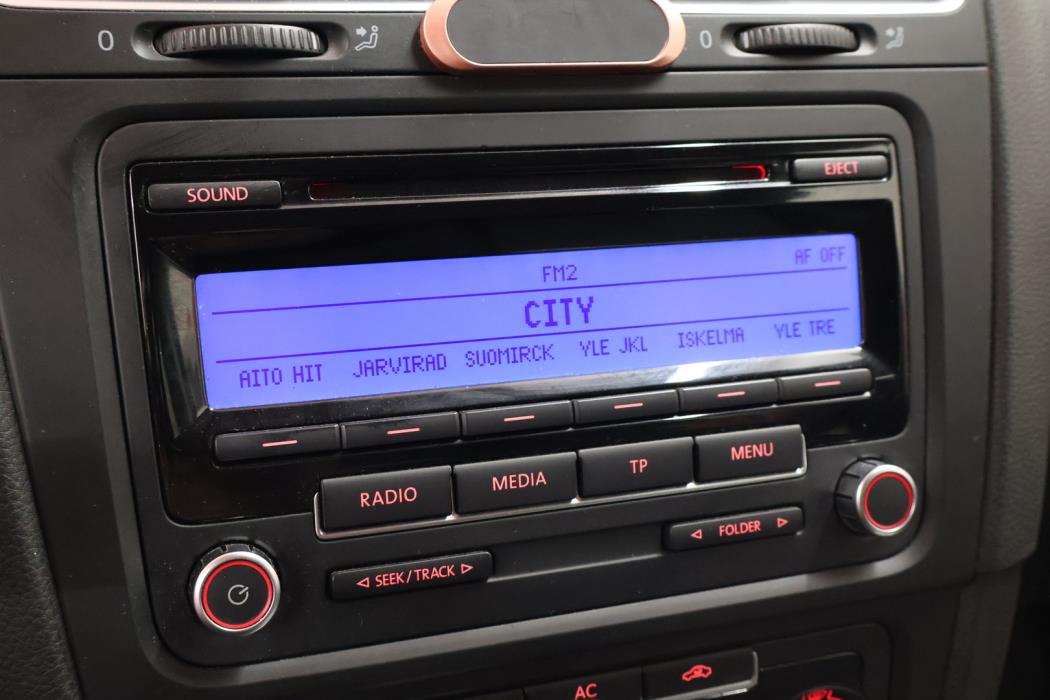 0 0
SOUND EJECT
AF OFF
FM2
CITY
AITO HIT JARVIRAD SUOMIRCK YLE JKL ISKELMA YLE TRE
RADIO MEDIA TP MENU
◁ FOLDER ▷
◁ SEEK/TRACK ▷
AC